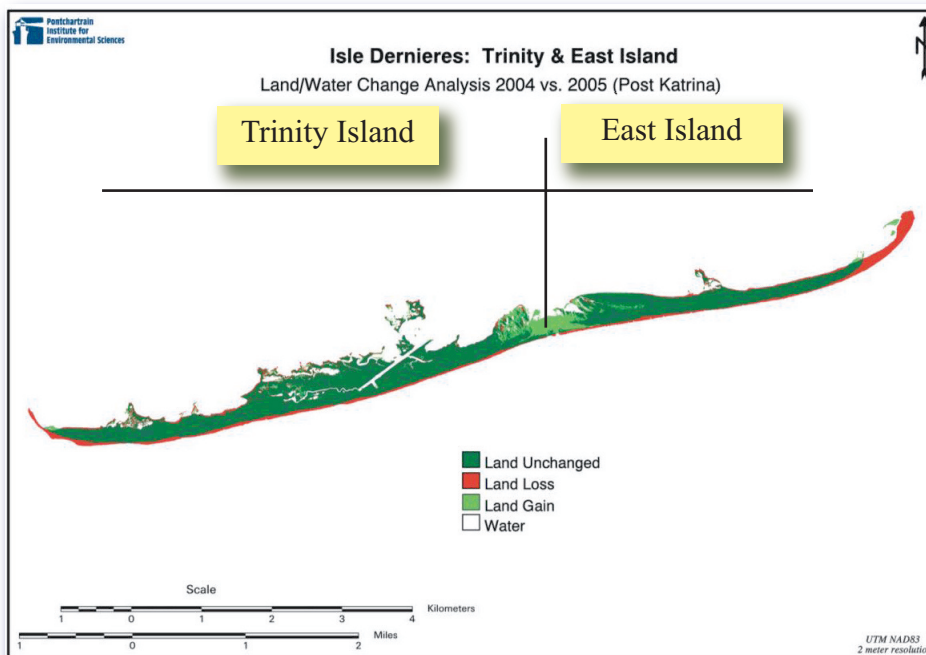 Pontchartrain
Institute for
Environmental Sciences
Isle Dernieres: Trinity & East Island
Land/Water Change Analysis 2004 vs. 2005 (Post Katrina)
Trinity Island
East Island
Land Unchanged
Land Loss
Land Gain
Water
Scale
1 0 1 2 3 4 Kilometers
1 0 1 2 Miles
UTM NAD83
2 meter